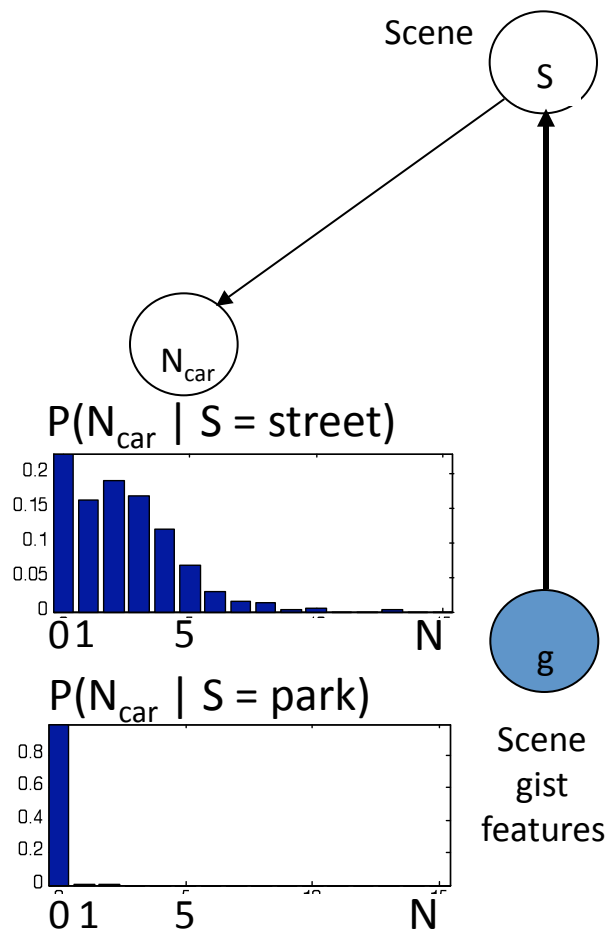 Scene
S
N_car
P(N_car | S = street)
0.2
0.15
0.1
0.05
0
0 1 5 N
g
P(N_car | S = park)
0.8
0.6
0.4
0.2
0
0 1 5 N
Scene
gist
features